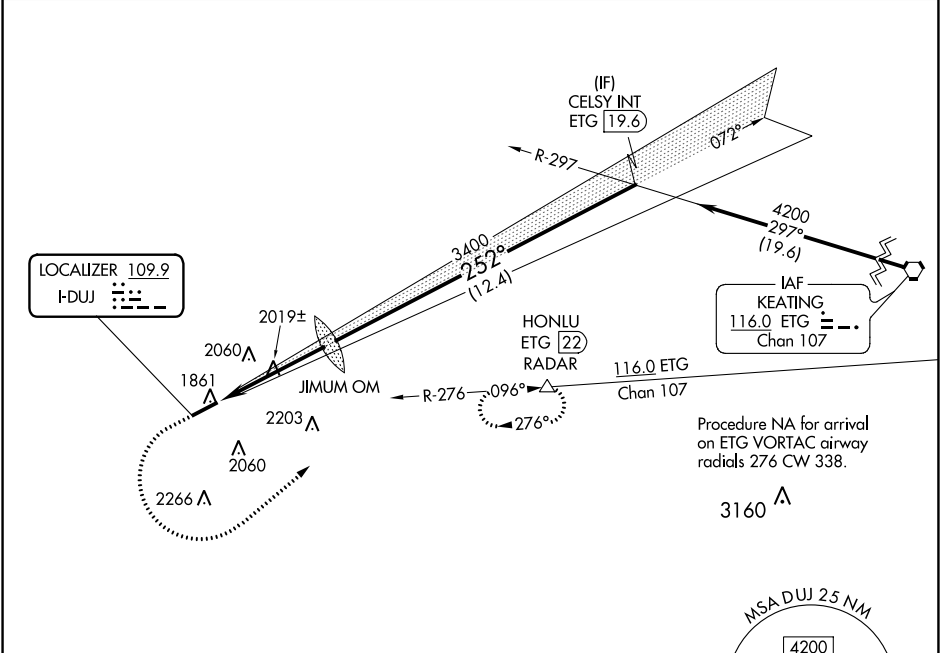 (IF)
CELSY INT
ETG 19.6
072°
R-297
4200
297°
(19.6)
3400
252°
(12.4)
LOCALIZER 109.9
I-DUJ
IAF
KEATING
116.0 ETG
Chan 107
2019±
2060
1861
JIMUM OM
HONLU
ETG 22
RADAR
116.0 ETG
Chan 107
R-276
096°
276°
2203
2060
2266
Procedure NA for arrival
on ETG VORTAC airway
radials 276 CW 338.
3160
MSA DUJ 25 NM
4200